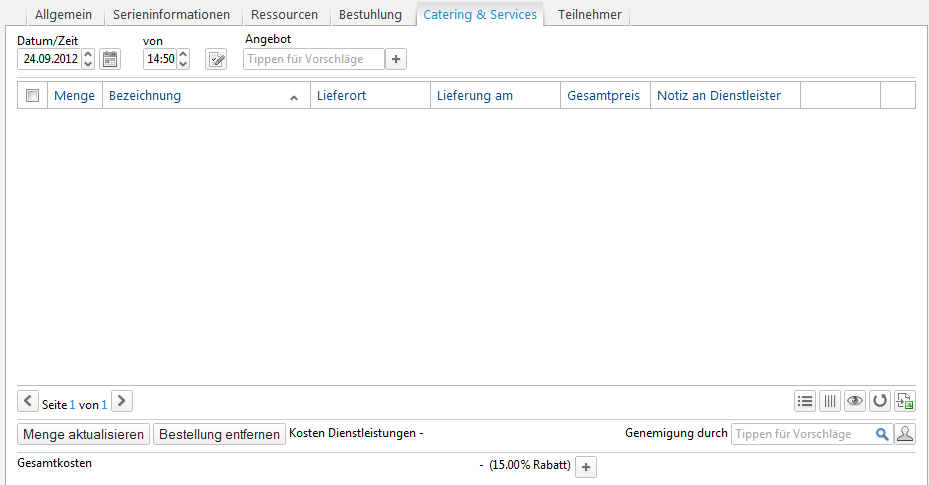 Allgemein Serieninformationen Ressourcen Bestuhlung Catering & Services Teilnehmer
Datum/Zeit von Angebot
24.09.2012 14:50 Tippen für Vorschläge
Menge Bezeichnung Lieferort Lieferung am Gesamtpreis Notiz an Dienstleister
Seite 1 von 1
Menge aktualisieren Bestellung entfernen Kosten Dienstleistungen - Genemigung durch Tippen für Vorschläge
Gesamtkosten - (15.00% Rabatt)